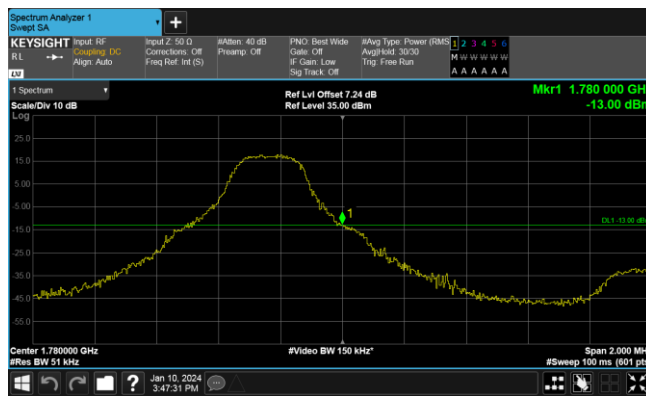 Spectrum Analyzer 1
Swept SA
KEYSIGHT
RL
LV
Input: RF
Coupling: DC
Align: Auto
Input Z: 50 Ω
Corrections: Off
Freq Ref: Int (S)
#Atten: 40 dB
Preamp: Off
PNO: Best Wide
Gate: Off
IF Gain: Low
Sig Track: Off
#Avg Type: Power (RMS
Avg|Hold: 30/30
Trig: Free Run
1 2 3 4 5 6
M W W W W W
A A A A A A
1 Spectrum
Scale/Div 10 dB
Log
Ref Lvl Offset 7.24 dB
Ref Level 35.00 dBm
Mkr1 1.780 000 GH
-13.00 dBm
25.0
15.0
5.00
-5.00
-15.0
-25.0
-35.0
-45.0
-55.0
1
DL1 -13.00 dB
Center 1.780000 GHz
#Res BW 51 kHz
#Video BW 150 kHz*
Span 2.000 MH
#Sweep 100 ms (601 pts
?
Jan 10, 2024
3:47:31 PM